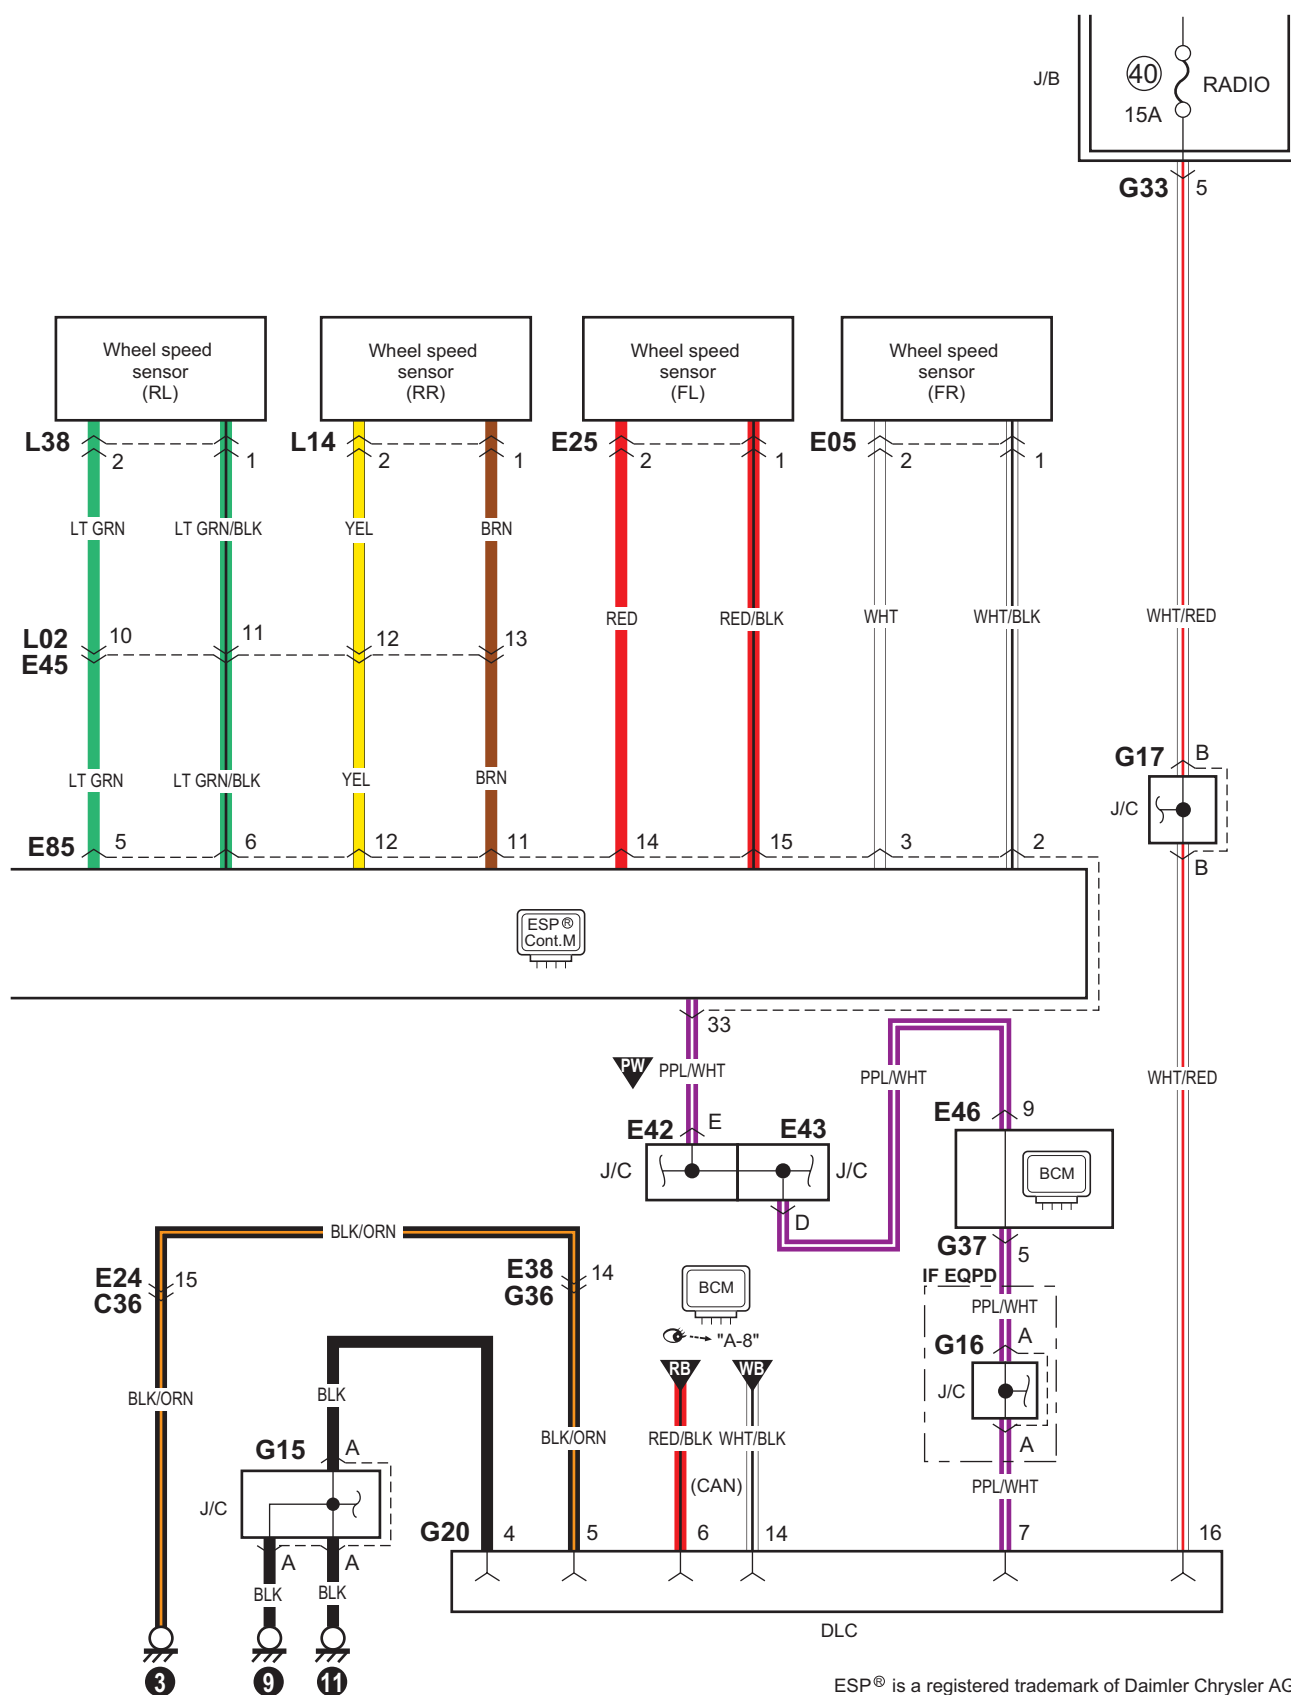 J/B
40
15A
RADIO
G33 5
Wheel speed
sensor
(RL)
Wheel speed
sensor
(RR)
Wheel speed
sensor
(FL)
Wheel speed
sensor
(FR)
L38 2 1
L14 2 1
E25 2 1
E05 2 1
LT GRN LT GRN/BLK YEL BRN
RED RED/BLK WHT WHT/BLK WHT/RED
L02 10 11 12 13
E45
G17 B
J/C
B
LT GRN LT GRN/BLK YEL BRN
E85 5 6 12 11 14 15 3 2
ESP®
Cont.M
33
PW PPL/WHT PPL/WHT WHT/RED
E42 E E43
J/C J/C
D
E46 9
BCM
G37 5
IF EQPD
PPL/WHT
G16 A
J/C
A
PPL/WHT
BLK/ORN
E24 15
C36
E38 14
G36
BCM
"A-8"
RB WB
BLK/ORN
BLK
BLK/ORN RED/BLK WHT/BLK
(CAN)
G15 A
J/C
A A
BLK BLK
G20 4 5 6 14 7 16
DLC
3 9 11
ESP® is a registered trademark of Daimler Chrysler AG